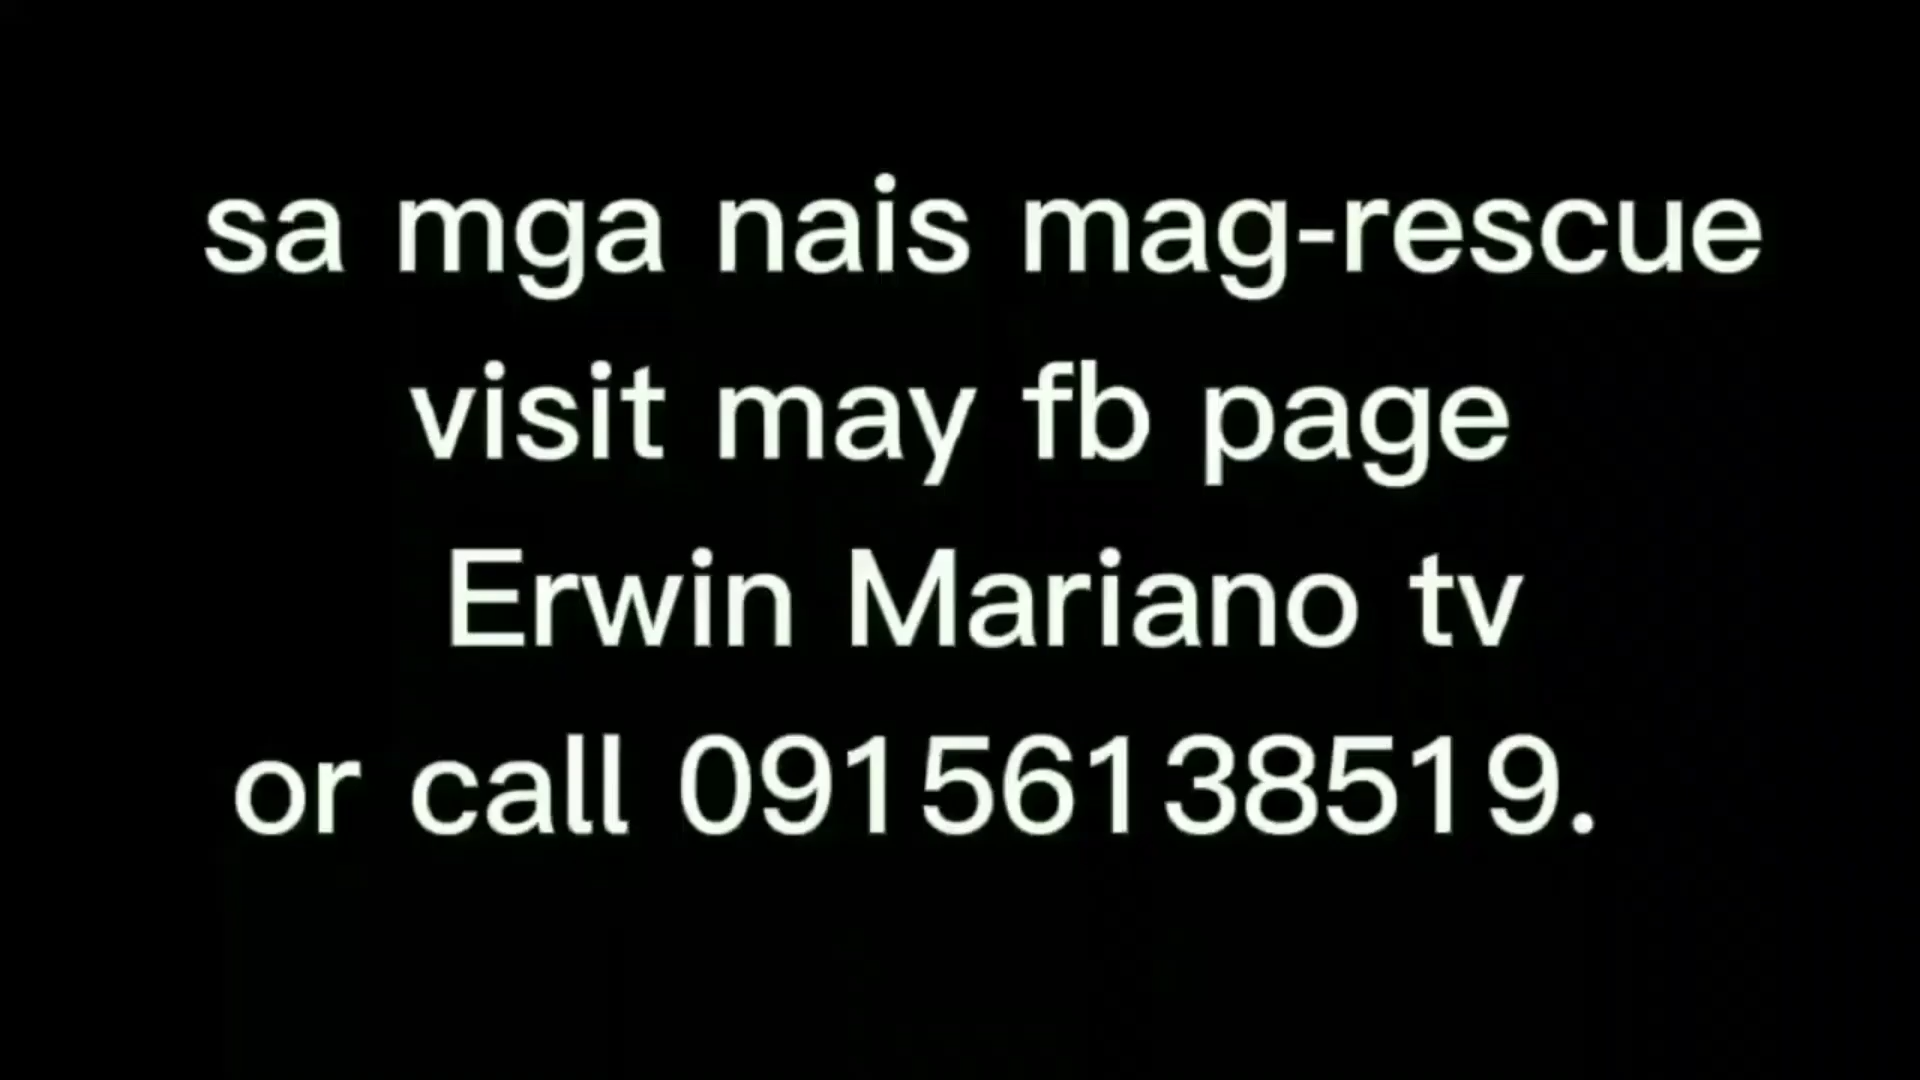 sa mga nais mag-rescue
visit may fb page
Erwin Mariano tv
or call 09156138519.